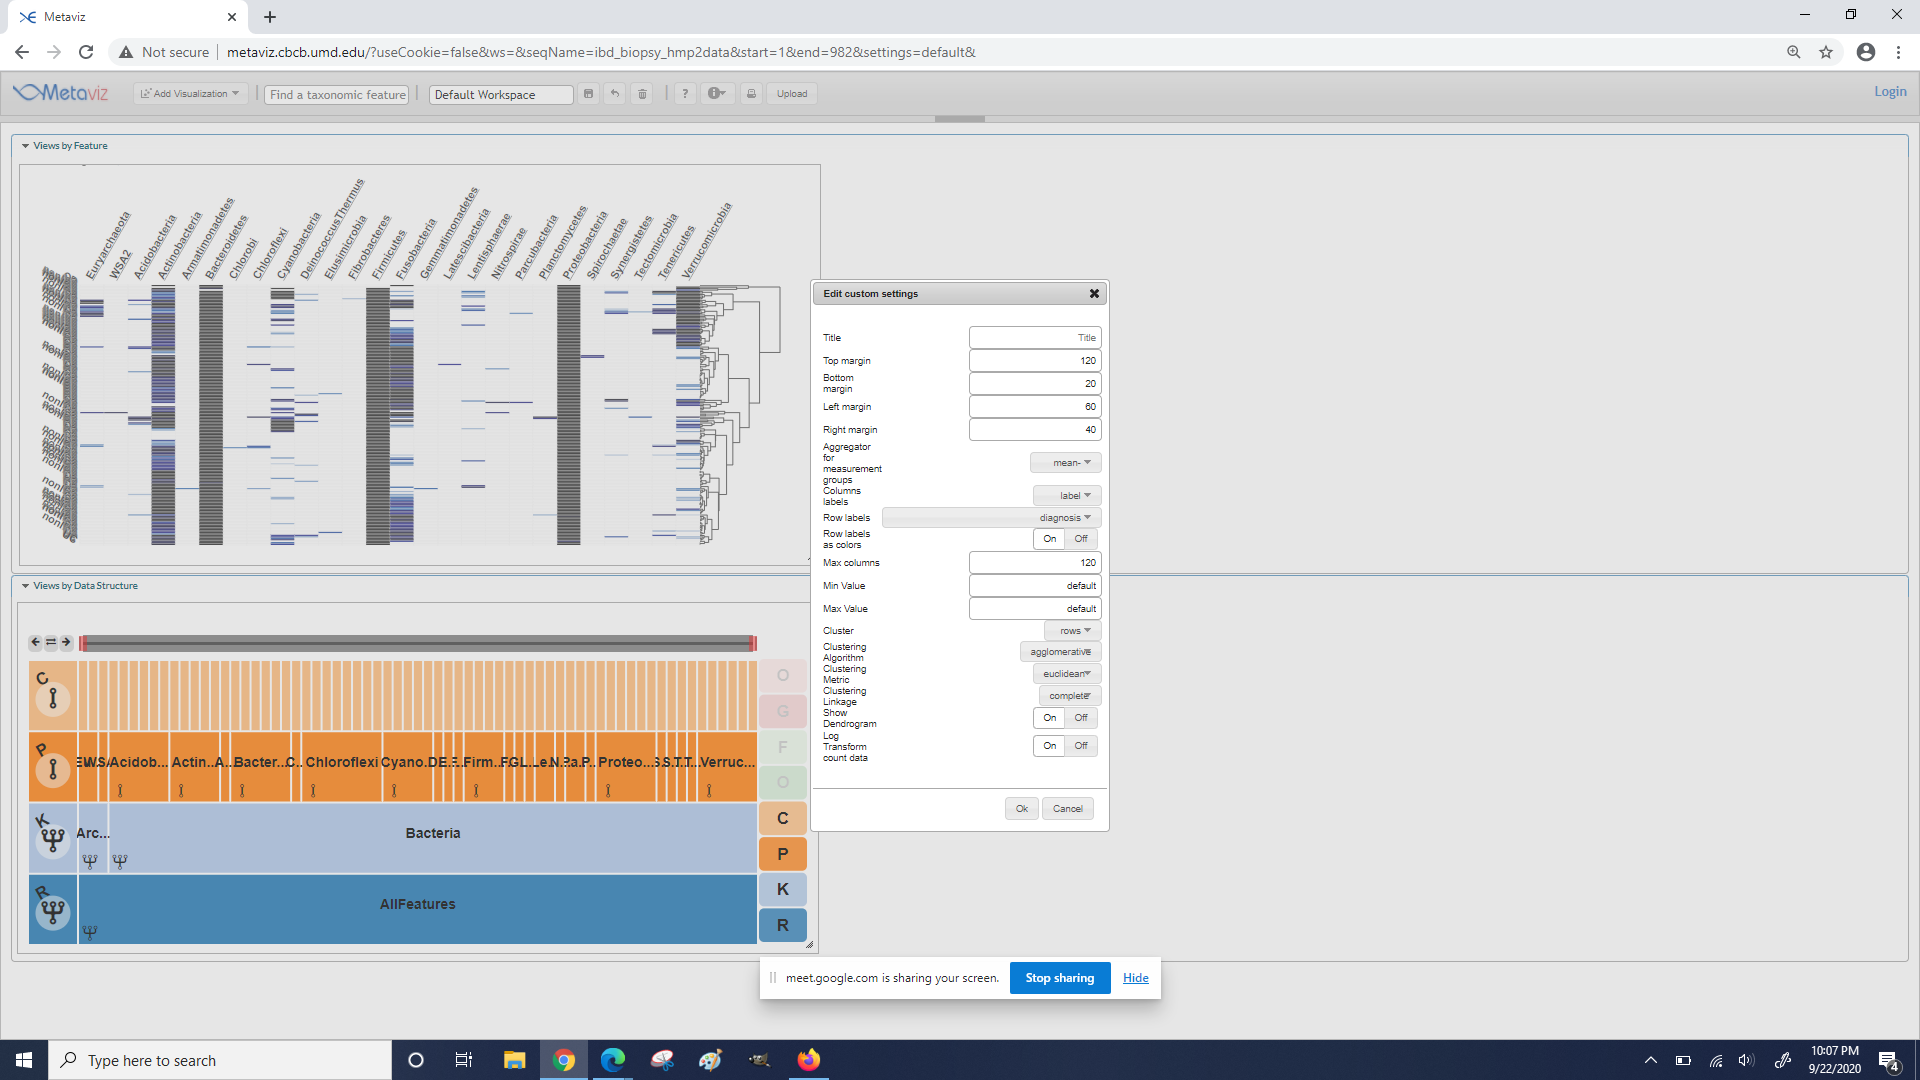 Metaviz
Not secure
metaviz.cbcb.umd.edu/?useCookie=false&ws=&seqName=ibd_biopsy_hmp2data&start=1&end=982&settings=default&
Metaviz
Add Visualization
Find a taxonomic feature
Default Workspace
?
Upload
Login
Views by Feature
Euryarchaeota
WSA2
Acidobacteria
Actinobacteria
Armatimonadetes
Bacteroidetes
Chlorobi
Chloroflexi
Cyanobacteria
DeinococcusThermus
Elusimicrobia
Fibrobacteres
Firmicutes
Fusobacteria
Gemmatimonadetes
Latescibacteria
Lentisphaerae
Nitrospirae
Parcubacteria
Planctomycetes
Proteobacteria
Spirochaetae
Synergistetes
Tectomicrobia
Tenericutes
Verrucomicrobia
Edit custom settings
Title
Title
Top margin
120
Bottom
margin
20
Left margin
60
Right margin
40
Aggregator
for
measurement
groups
mean-
Columns
labels
label
Row labels
diagnosis
Row labels
as colors
On Off
Max columns
120
Min Value
default
Max Value
default
Cluster
rows
Clustering
Algorithm
agglomerative
Clustering
Metric
euclidean
Clustering
Linkage
complete
Show
Dendrogram
On Off
Log
Transform
count data
On Off
Ok Cancel
Views by Data Structure
C
O
G
P
Acidob... Actin... A... Bacter... C... Chloroflexi Cyano... Firm... Proteo... Verruc...
F
O
K
Arc... Bacteria
C
P
R
AllFeatures
K
R
meet.google.com is sharing your screen.
Stop sharing
Hide
Type here to search
10:07 PM
9/22/2020
4